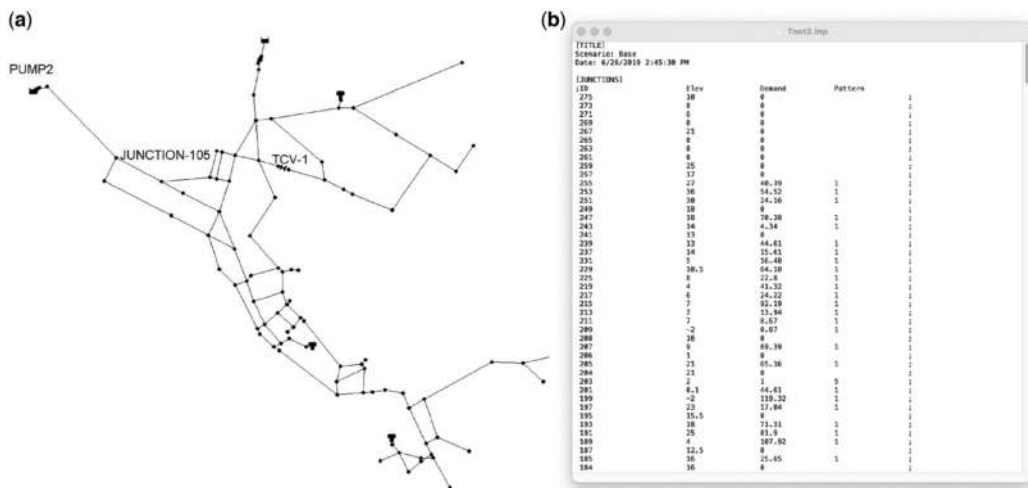 (a)
PUMP2
JUNCTION-105
TCV-1
(b)
Thet3.inp
[TITLE]
Scenario: Base
Date: 6/26/2019 2:45:30 PM
[JUNCTIONS]
;ID Elev Demand Pattern
275 10 0 ;
273 8 0 ;
271 6 0 ;
269 0 0 ;
267 21 0 ;
265 0 0 ;
263 0 0 ;
261 0 0 ;
259 25 0 ;
257 17 0 ;
255 27 40.39 1 ;
253 36 54.52 1 ;
251 30 24.16 1 ;
249 18 0 ;
247 18 70.38 1 ;
243 14 4.34 1 ;
241 13 0 ;
239 13 44.61 1 ;
237 14 15.61 1 ;
231 5 16.48 1 ;
229 10.5 64.18 1 ;
225 8 22.8 1 ;
219 4 41.32 1 ;
217 6 24.22 1 ;
215 7 92.19 1 ;
213 7 13.94 1 ;
211 7 8.67 1 ;
209 -2 0.87 1 ;
208 16 0 ;
207 9 69.39 1 ;
206 1 0 ;
205 21 65.36 1 ;
204 21 0 ;
203 2 1 5 ;
201 0.1 44.61 1 ;
199 -2 119.32 1 ;
197 23 17.04 1 ;
195 15.5 0 ;
193 18 71.31 1 ;
191 25 81.9 1 ;
189 4 107.92 1 ;
187 12.5 0 ;
185 16 25.65 1 ;
184 16 0 ;